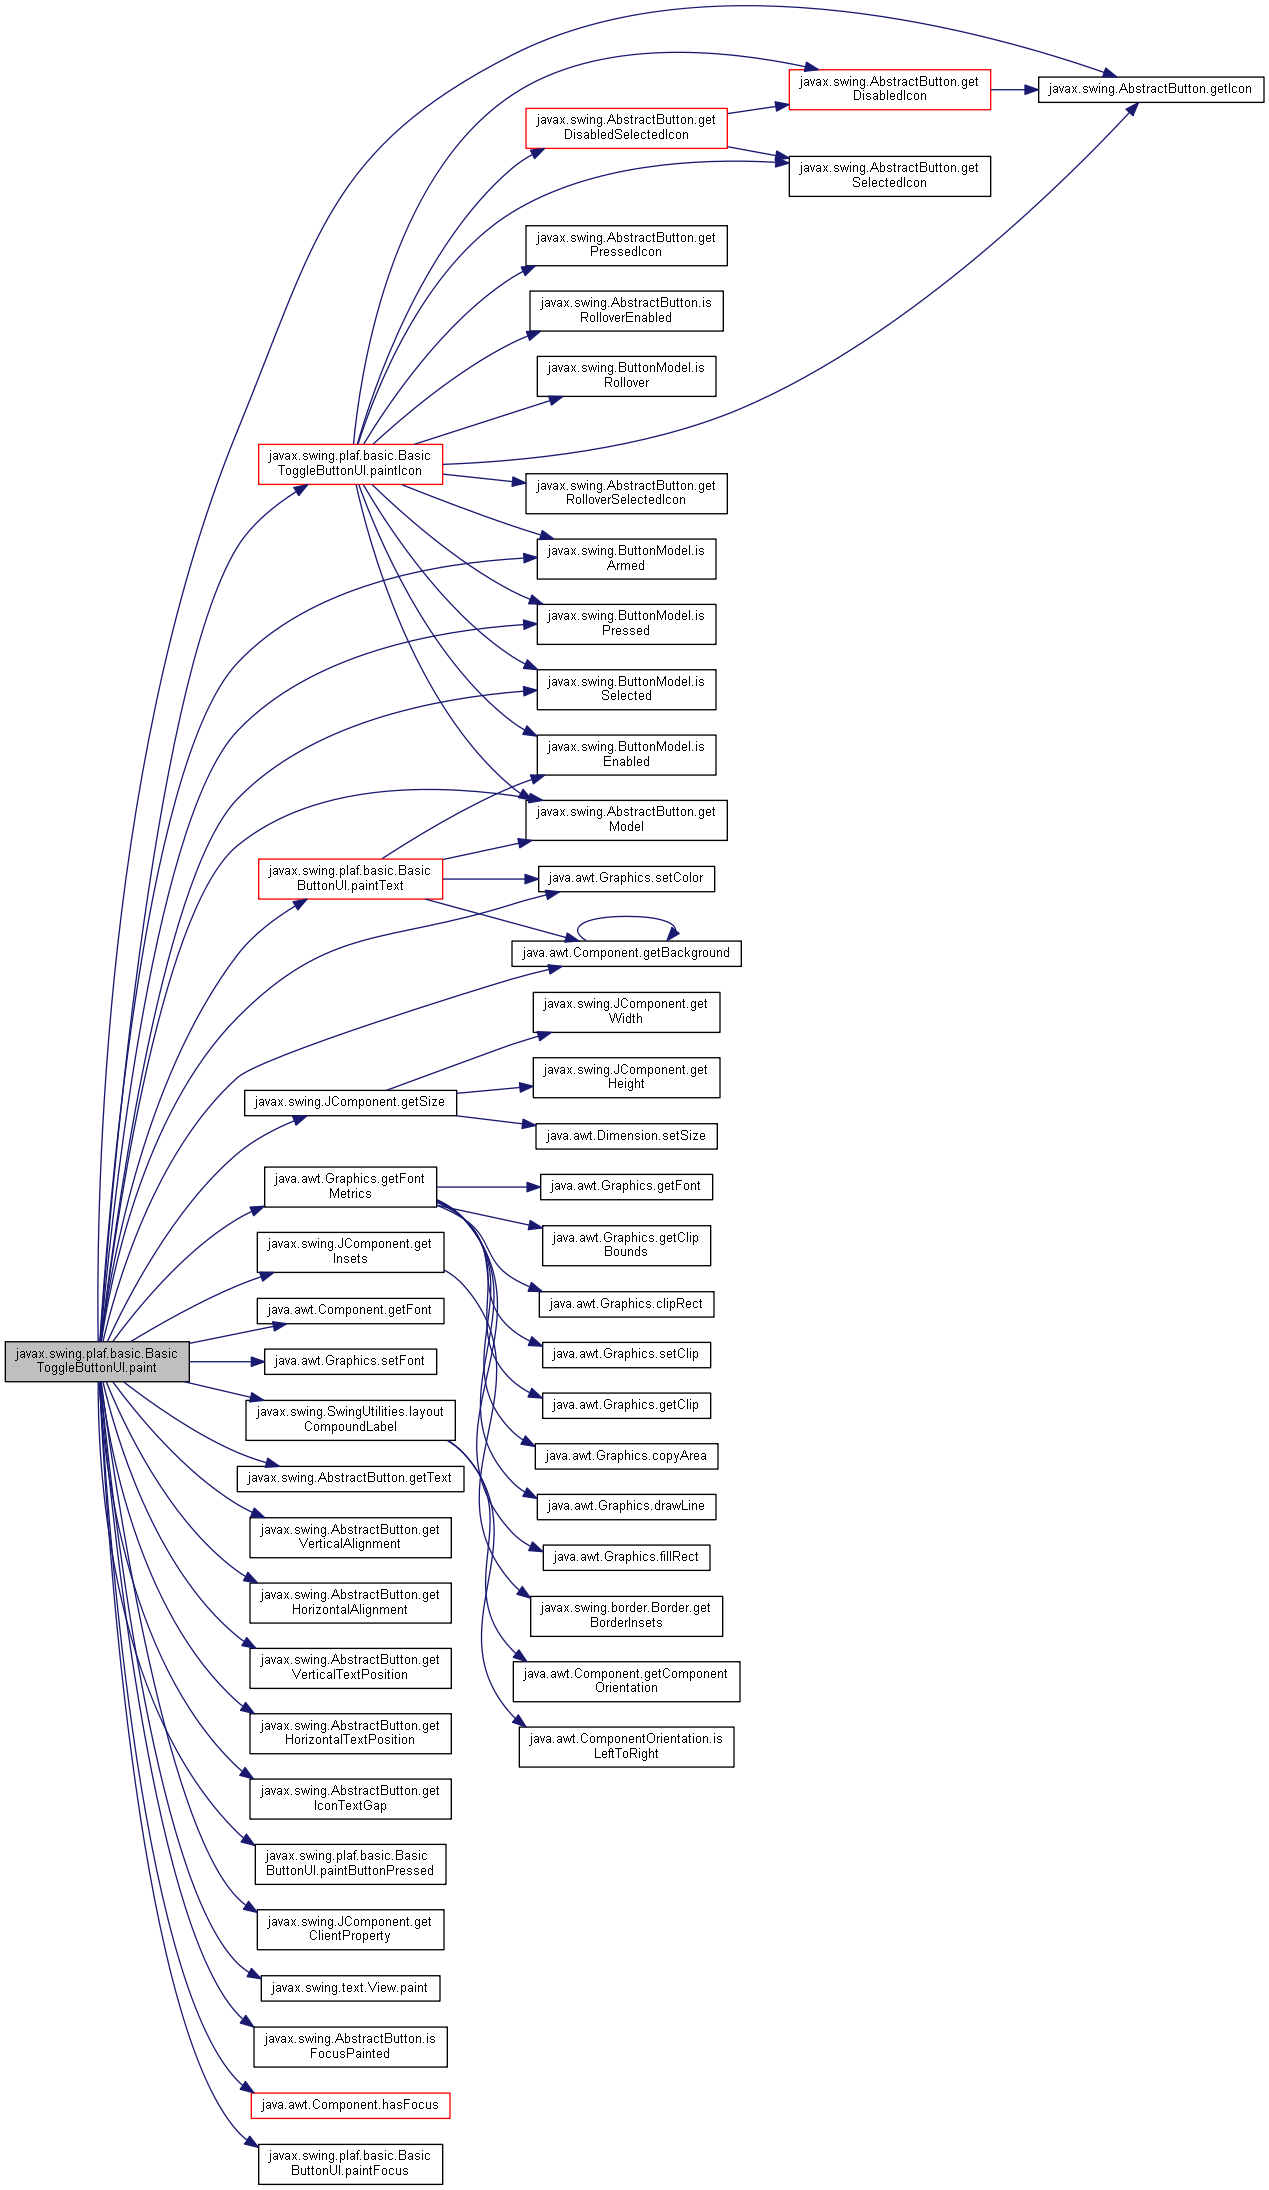 javax.swing.AbstractButton.get
DisabledIcon
javax.swing.AbstractButton.getIcon
javax.swing.AbstractButton.get
DisabledSelectedIcon
javax.swing.AbstractButton.get
SelectedIcon
javax.swing.AbstractButton.get
PressedIcon
javax.swing.AbstractButton.is
RolloverEnabled
javax.swing.ButtonModel.is
Rollover
javax.swing.plaf.basic.Basic
ToggleButtonUI.paintIcon
javax.swing.AbstractButton.get
RolloverSelectedIcon
javax.swing.ButtonModel.is
Armed
javax.swing.ButtonModel.is
Pressed
javax.swing.ButtonModel.is
Selected
javax.swing.ButtonModel.is
Enabled
javax.swing.AbstractButton.get
Model
javax.swing.plaf.basic.Basic
ButtonUI.paintText
java.awt.Graphics.setColor
java.awt.Component.getBackground
javax.swing.JComponent.get
Width
javax.swing.JComponent.get
Height
javax.swing.JComponent.getSize
java.awt.Dimension.setSize
java.awt.Graphics.getFont
Metrics
java.awt.Graphics.getFont
java.awt.Graphics.getClip
Bounds
javax.swing.JComponent.get
Insets
java.awt.Graphics.clipRect
java.awt.Component.getFont
javax.swing.plaf.basic.Basic
ToggleButtonUI.paint
java.awt.Graphics.setFont
java.awt.Graphics.setClip
java.awt.Graphics.getClip
javax.swing.SwingUtilities.layout
CompoundLabel
java.awt.Graphics.copyArea
javax.swing.AbstractButton.getText
java.awt.Graphics.drawLine
javax.swing.AbstractButton.get
VerticalAlignment
java.awt.Graphics.fillRect
javax.swing.AbstractButton.get
HorizontalAlignment
javax.swing.border.Border.get
BorderInsets
javax.swing.AbstractButton.get
VerticalTextPosition
java.awt.Component.getComponent
Orientation
javax.swing.AbstractButton.get
HorizontalTextPosition
java.awt.ComponentOrientation.is
LeftToRight
javax.swing.AbstractButton.get
IconTextGap
javax.swing.plaf.basic.Basic
ButtonUI.paintButtonPressed
javax.swing.JComponent.get
ClientProperty
javax.swing.text.View.paint
javax.swing.AbstractButton.is
FocusPainted
java.awt.Component.hasFocus
javax.swing.plaf.basic.Basic
ButtonUI.paintFocus